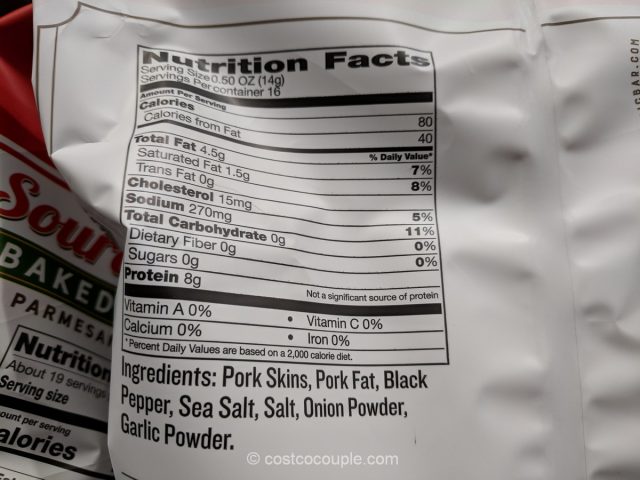 Nutrition Facts
Serving Size 0.50 OZ (14g)
Servings Per container 16
Amount Per Serving
Calories 80
Calories from Fat 40
% Daily Value*
Total Fat 4.5g 7%
Saturated Fat 1.5g 8%
Trans Fat 0g
Cholesterol 15mg 5%
Sodium 270mg 11%
Total Carbohydrate 0g 0%
Dietary Fiber 0g 0%
Sugars 0g
Protein 8g
Not a significant source of protein
Vitamin A 0% • Vitamin C 0%
Calcium 0% • Iron 0%
*Percent Daily Values are based on a 2,000 calorie diet.
Ingredients: Pork Skins, Pork Fat, Black
Pepper, Sea Salt, Salt, Onion Powder,
Garlic Powder.
BAKED
Nutrition
About 19 servings
Serving size
alories
BAR.COM
© costcocouple.com